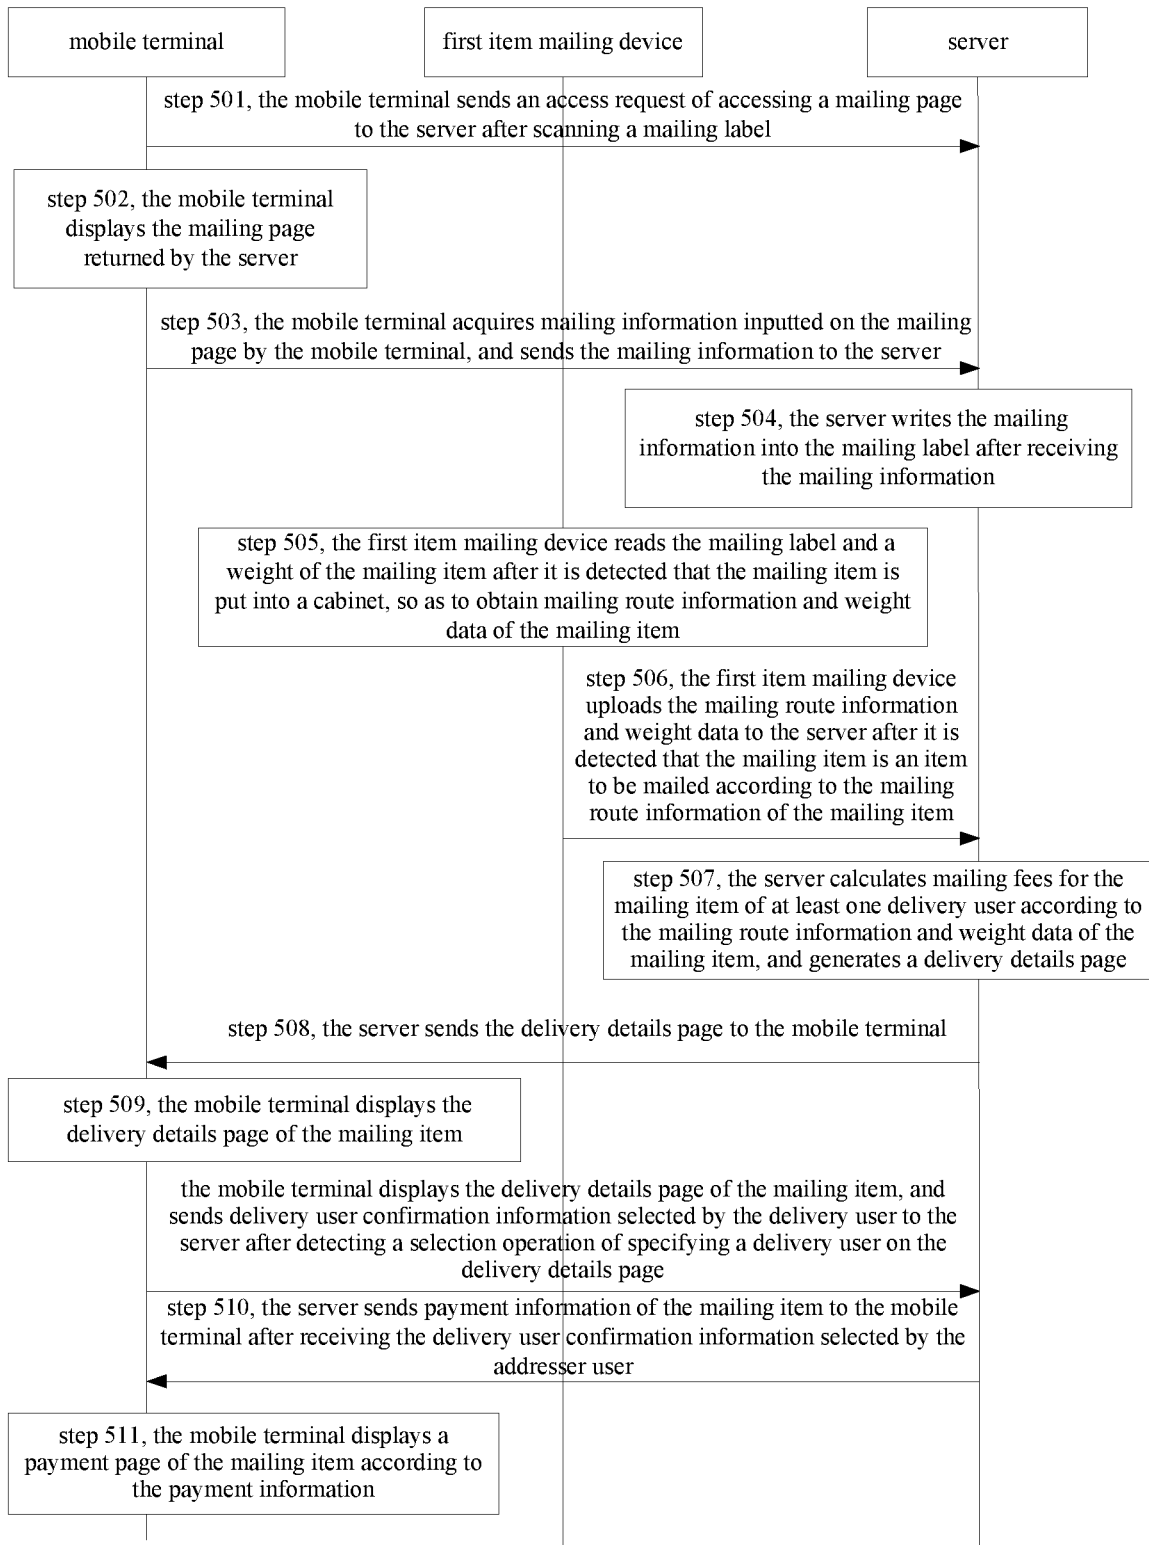 mobile terminal
first item mailing device
server
step 501, the mobile terminal sends an access request of accessing a mailing page
to the server after scanning a mailing label
step 502, the mobile terminal
displays the mailing page
returned by the server
step 503, the mobile terminal acquires mailing information inputted on the mailing
page by the mobile terminal, and sends the mailing information to the server
step 504, the server writes the mailing
information into the mailing label after receiving
the mailing information
step 505, the first item mailing device reads the mailing label and a
weight of the mailing item after it is detected that the mailing item is
put into a cabinet, so as to obtain mailing route information and weight
data of the mailing item
step 506, the first item mailing device
uploads the mailing route information
and weight data to the server after it is
detected that the mailing item is an item
to be mailed according to the mailing
route information of the mailing item
step 507, the server calculates mailing fees for the
mailing item of at least one delivery user according to
the mailing route information and weight data of the
mailing item, and generates a delivery details page
step 508, the server sends the delivery details page to the mobile terminal
step 509, the mobile terminal displays the
delivery details page of the mailing item
the mobile terminal displays the delivery details page of the mailing item, and
sends delivery user confirmation information selected by the delivery user to the
server after detecting a selection operation of specifying a delivery user on the
delivery details page
step 510, the server sends payment information of the mailing item to the mobile
terminal after receiving the delivery user confirmation information selected by the
addresser user
step 511, the mobile terminal displays a
payment page of the mailing item according to
the payment information